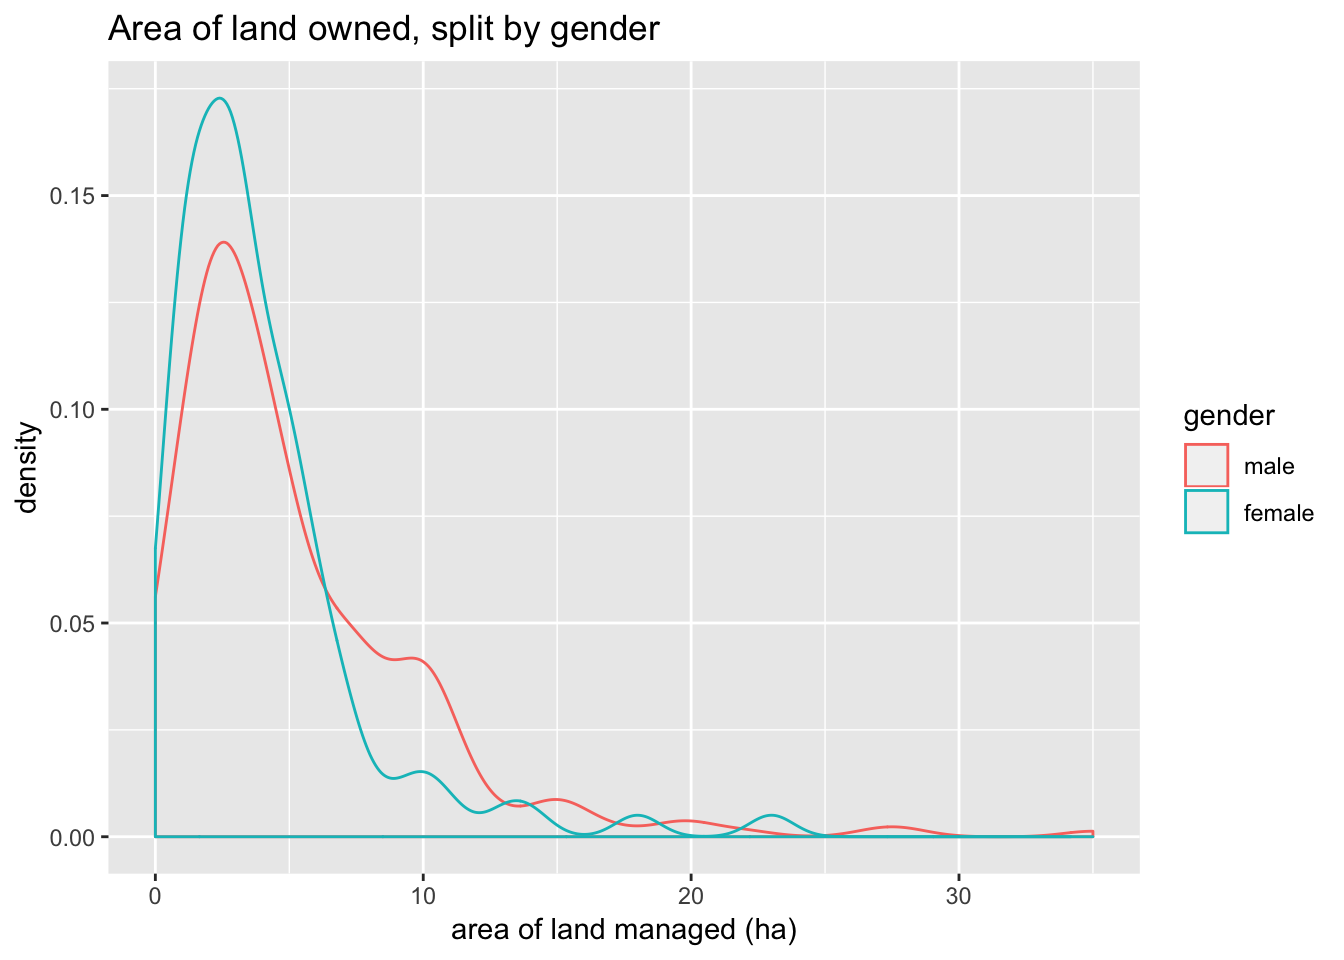 Area of land owned, split by gender
0.15
0.10
0.05
0.00
density
0 10 20 30
area of land managed (ha)
gender
male
female